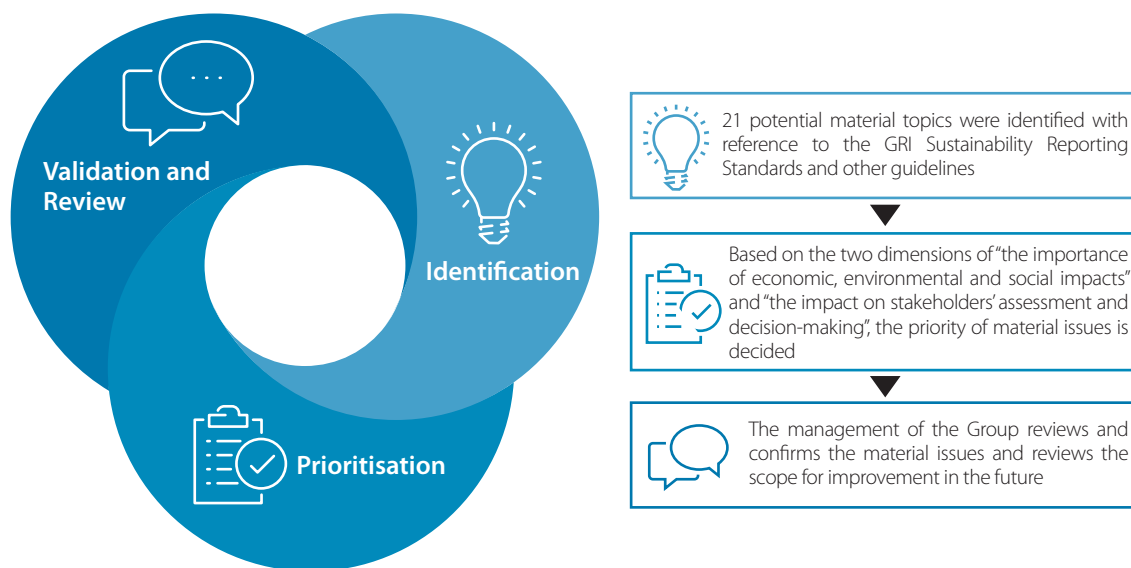 Validation and
Review
Identification
Prioritisation
21 potential material topics were identified with
reference to the GRI Sustainability Reporting
Standards and other guidelines
Based on the two dimensions of “the importance
of economic, environmental and social impacts”
and “the impact on stakeholders’ assessment and
decision-making”, the priority of material issues is
decided
The management of the Group reviews and
confirms the material issues and reviews the
scope for improvement in the future